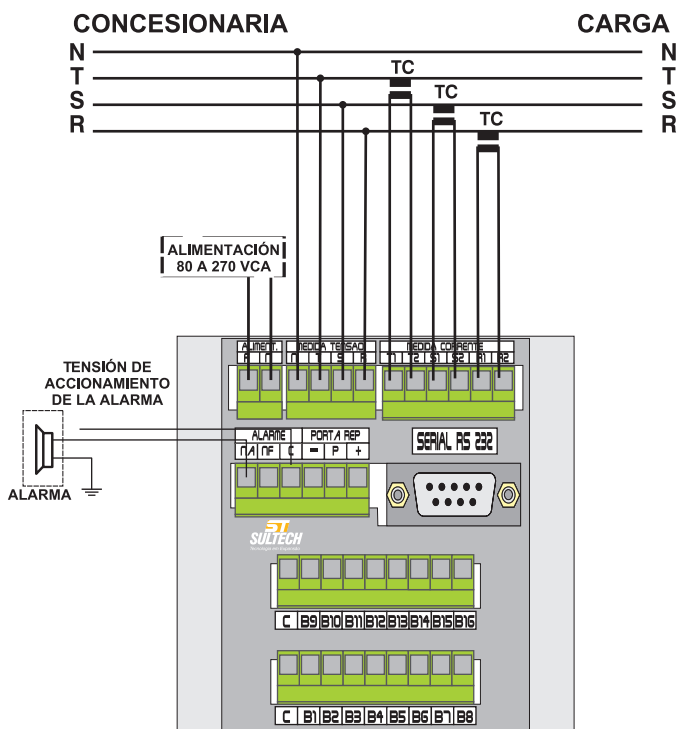 CONCESIONARIA CARGA
N N
T TC T
S TC S
R TC R
ALIMENTACIÓN
80 A 270 VCA
ALIMENT. MEDIDA TENSAO MEDIDA CORRENTE
R N N T S R T1 T2 S1 S2 R1 R2
TENSIÓN DE
ACCIONAMIENTO
DE LA ALARMA
ALARME PORTA REP SERIAL RS 232
NA NF C - P +
ALARMA
ST
SULTECH
C B9 B10 B11 B12 B13 B14 B15 B16
C B1 B2 B3 B4 B5 B6 B7 B8